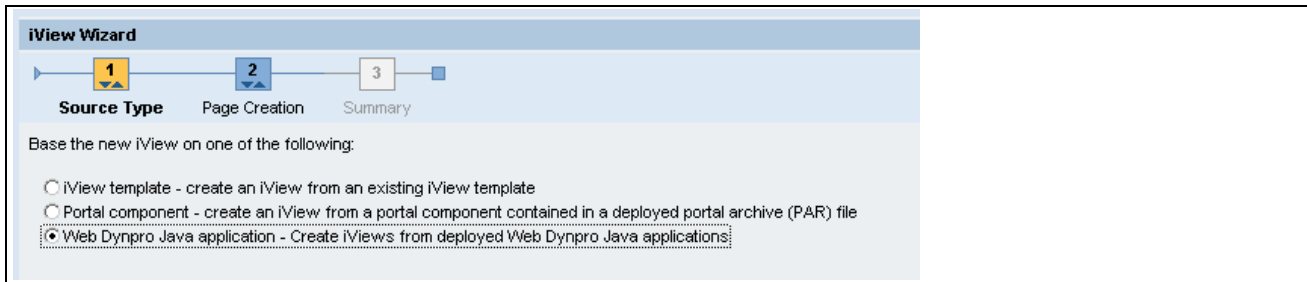 iView Wizard
1 2 3
Source Type Page Creation Summary
Base the new iView on one of the following:
iView template - create an iView from an existing iView template
Portal component - create an iView from a portal component contained in a deployed portal archive (PAR) file
Web Dynpro Java application - Create iViews from deployed Web Dynpro Java applications